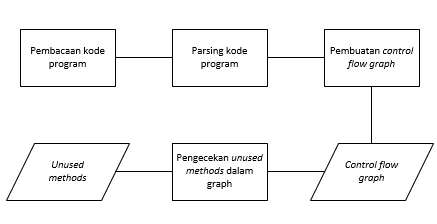 Pembacaan kode
program
Parsing kode
program
Pembuatan control
flow graph
Unused
methods
Pengecekan unused
methods dalam
graph
Control flow
graph